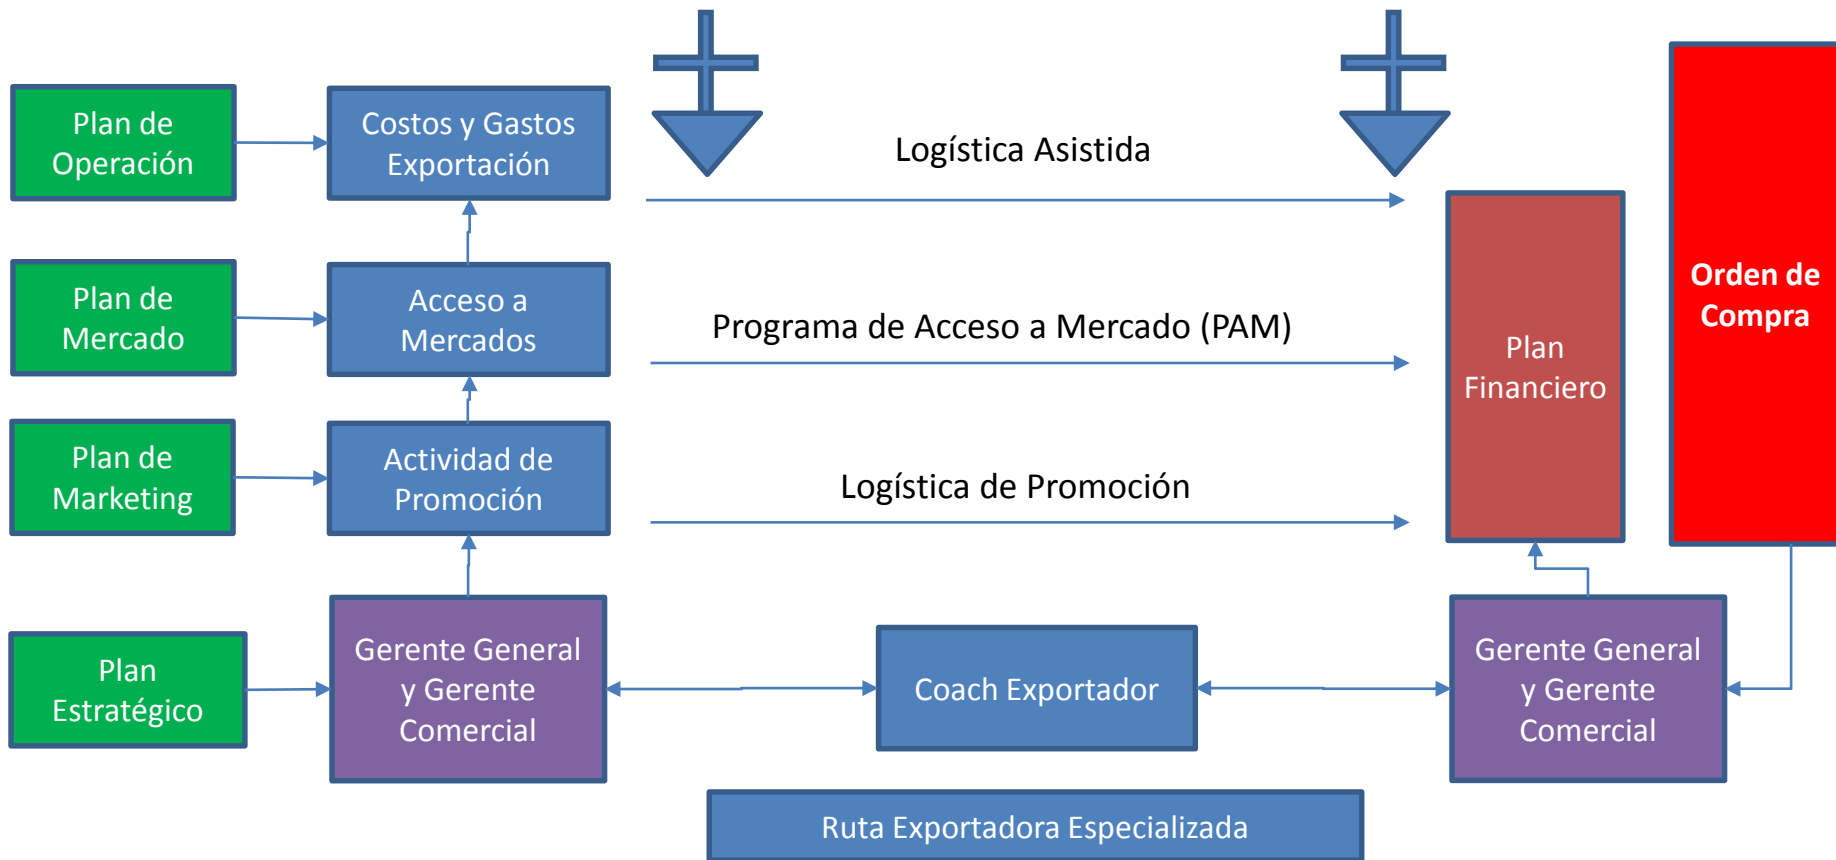 Plan de
Operación
Costos y Gastos
Exportación
Logística Asistida
Plan de
Mercado
Acceso a
Mercados
Programa de Acceso a Mercado (PAM)
Plan de
Marketing
Actividad de
Promoción
Logística de Promoción
Plan
Financiero
Orden de
Compra
Plan
Estratégico
Gerente General
y Gerente
Comercial
Coach Exportador
Gerente General
y Gerente
Comercial
Ruta Exportadora Especializada